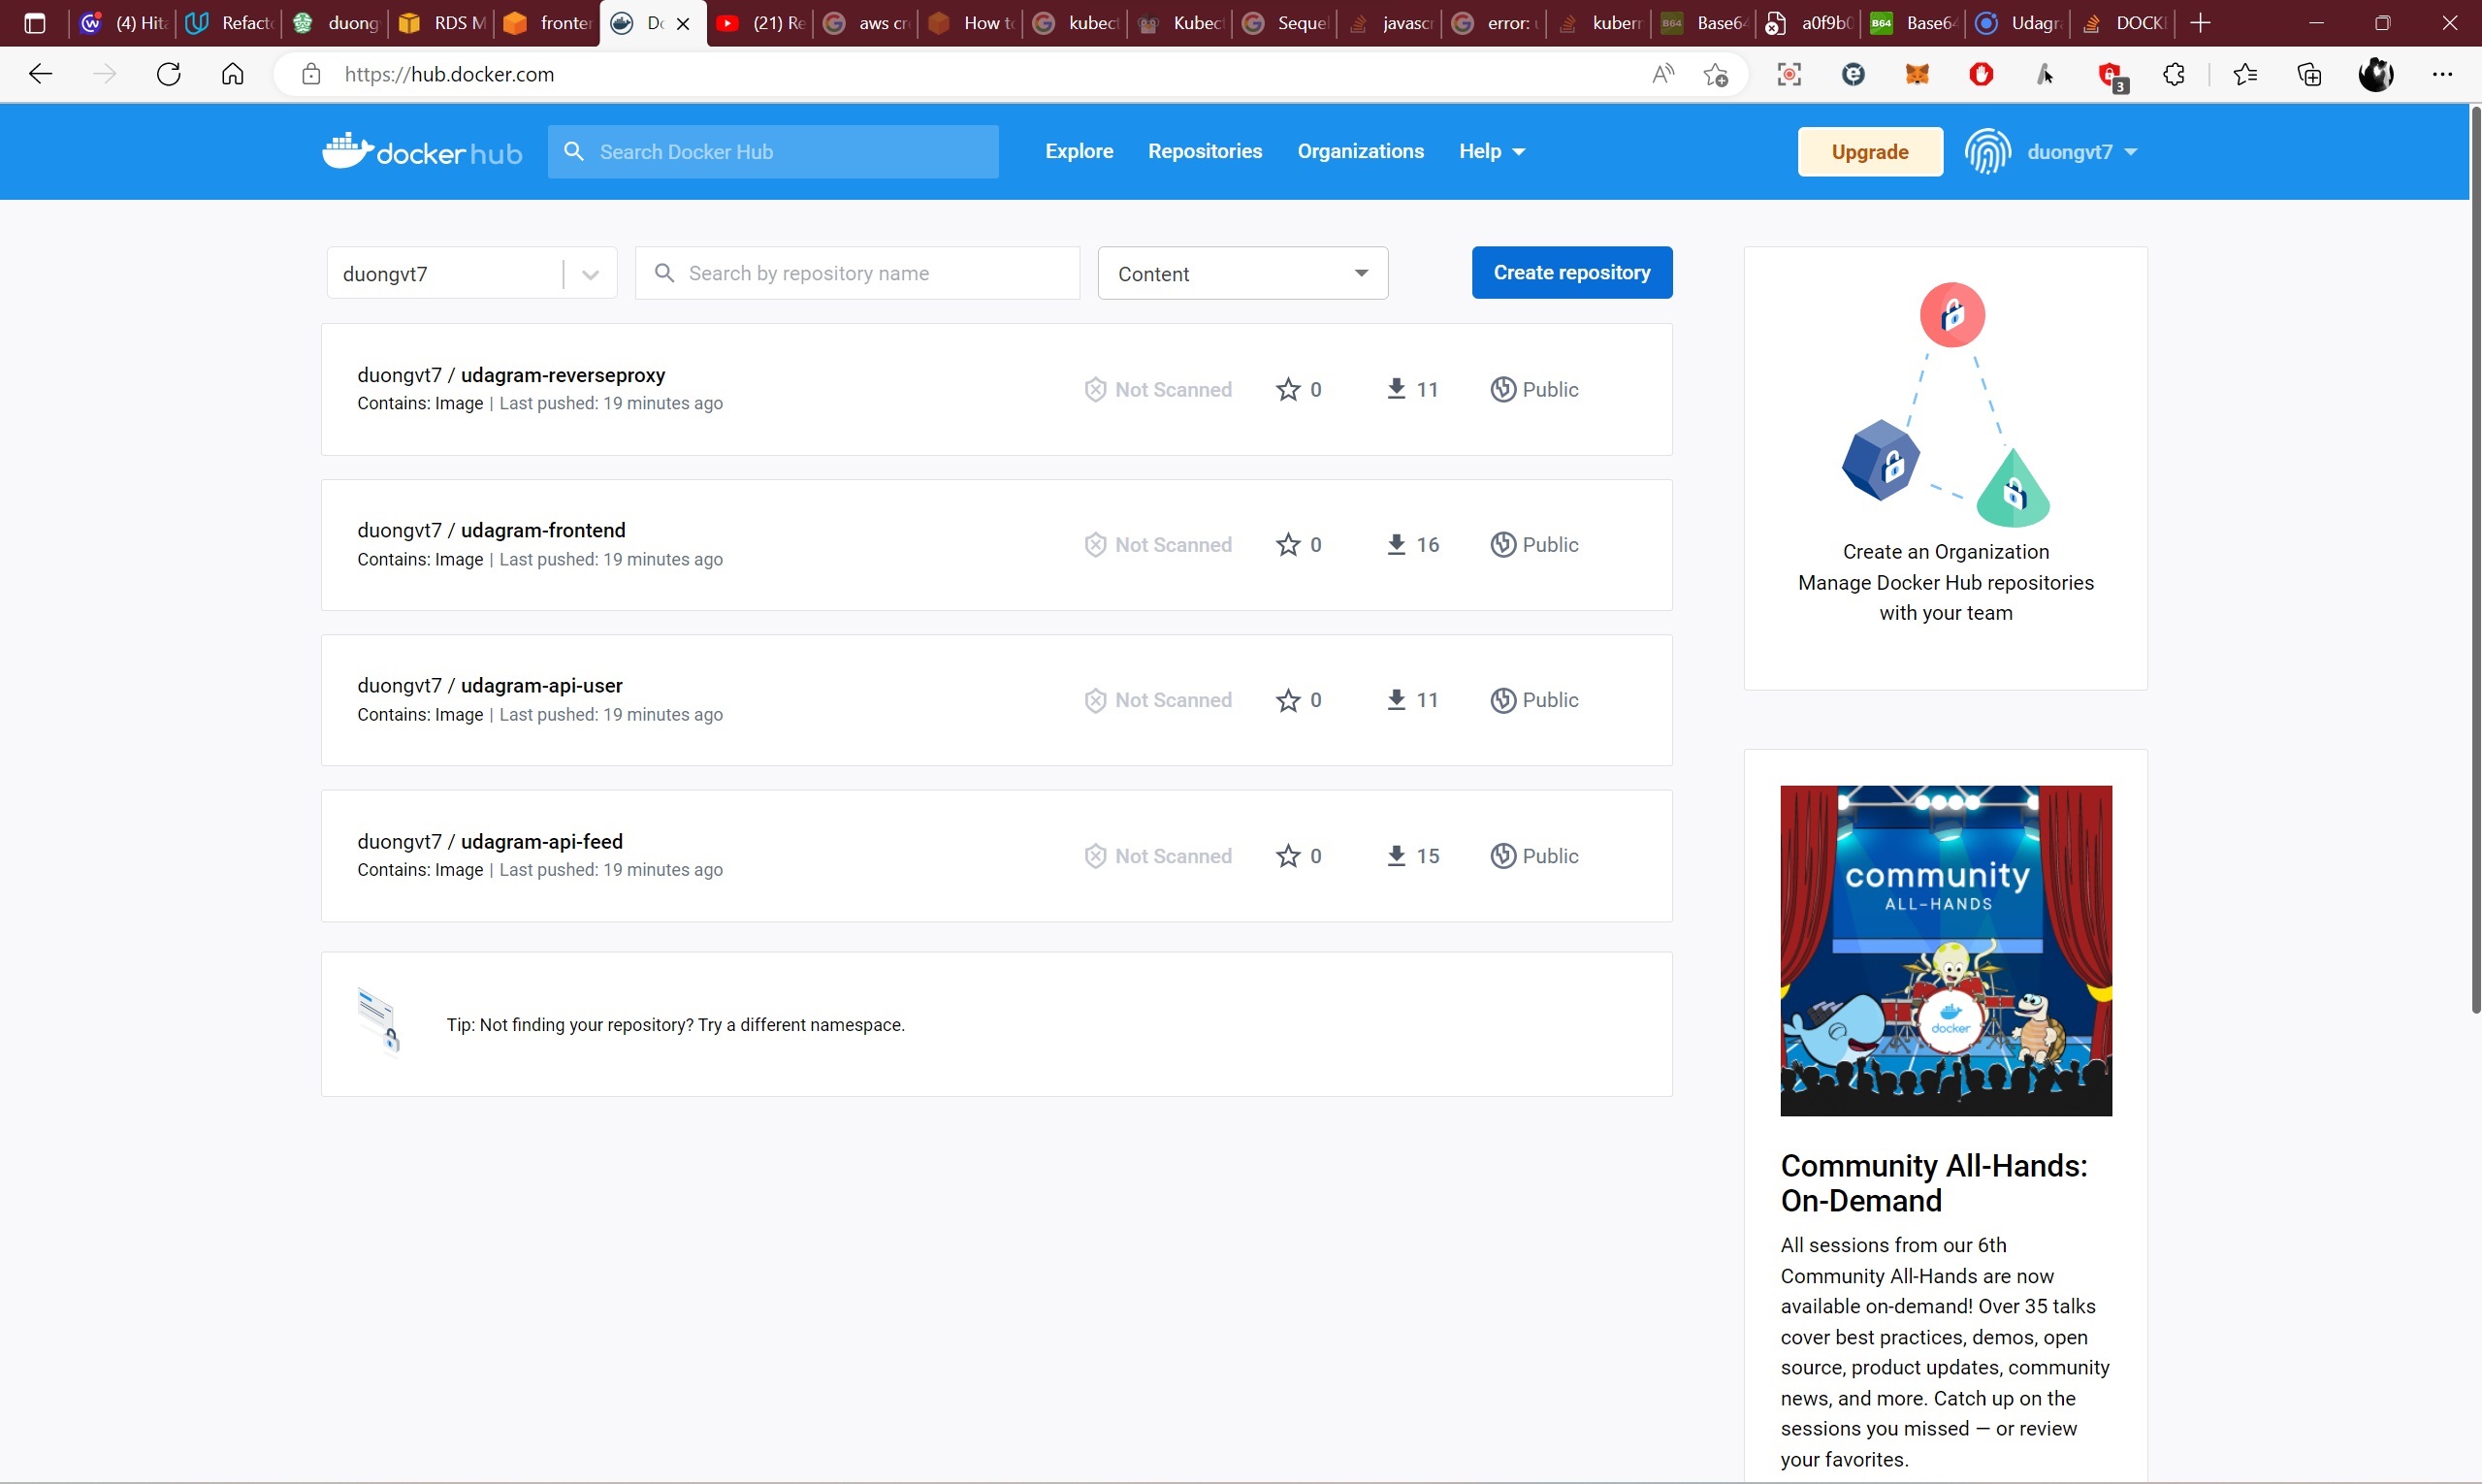 (4) Hit
Refact
duong
RDS M
fronter
(21) Re
aws cr
How to
kubect
Kubec
Seque
javascr
error:
kuberr
B64
Base6
a0f9b
B64
Base6
Udagr
DOCK
https://hub.docker.com
3
docker hub
Search Docker Hub
Explore
Repositories
Organizations
Help
Upgrade
duongvt7
duongvt7
Search by repository name
Content
Create repository
duongvt7 / udagram-reverseproxy
Contains: Image | Last pushed: 19 minutes ago
Not Scanned
0
11
Public
duongvt7 / udagram-frontend
Contains: Image | Last pushed: 19 minutes ago
Not Scanned
0
16
Public
duongvt7 / udagram-api-user
Contains: Image | Last pushed: 19 minutes ago
Not Scanned
0
11
Public
duongvt7 / udagram-api-feed
Contains: Image | Last pushed: 19 minutes ago
Not Scanned
0
15
Public
Tip: Not finding your repository? Try a different namespace.
Create an Organization
Manage Docker Hub repositories
with your team
community
ALL-HANDS
docker
Community All-Hands:
On-Demand
All sessions from our 6th
Community All-Hands are now
available on-demand! Over 35 talks
cover best practices, demos, open
source, product updates, community
news, and more. Catch up on the
sessions you missed — or review
your favorites.